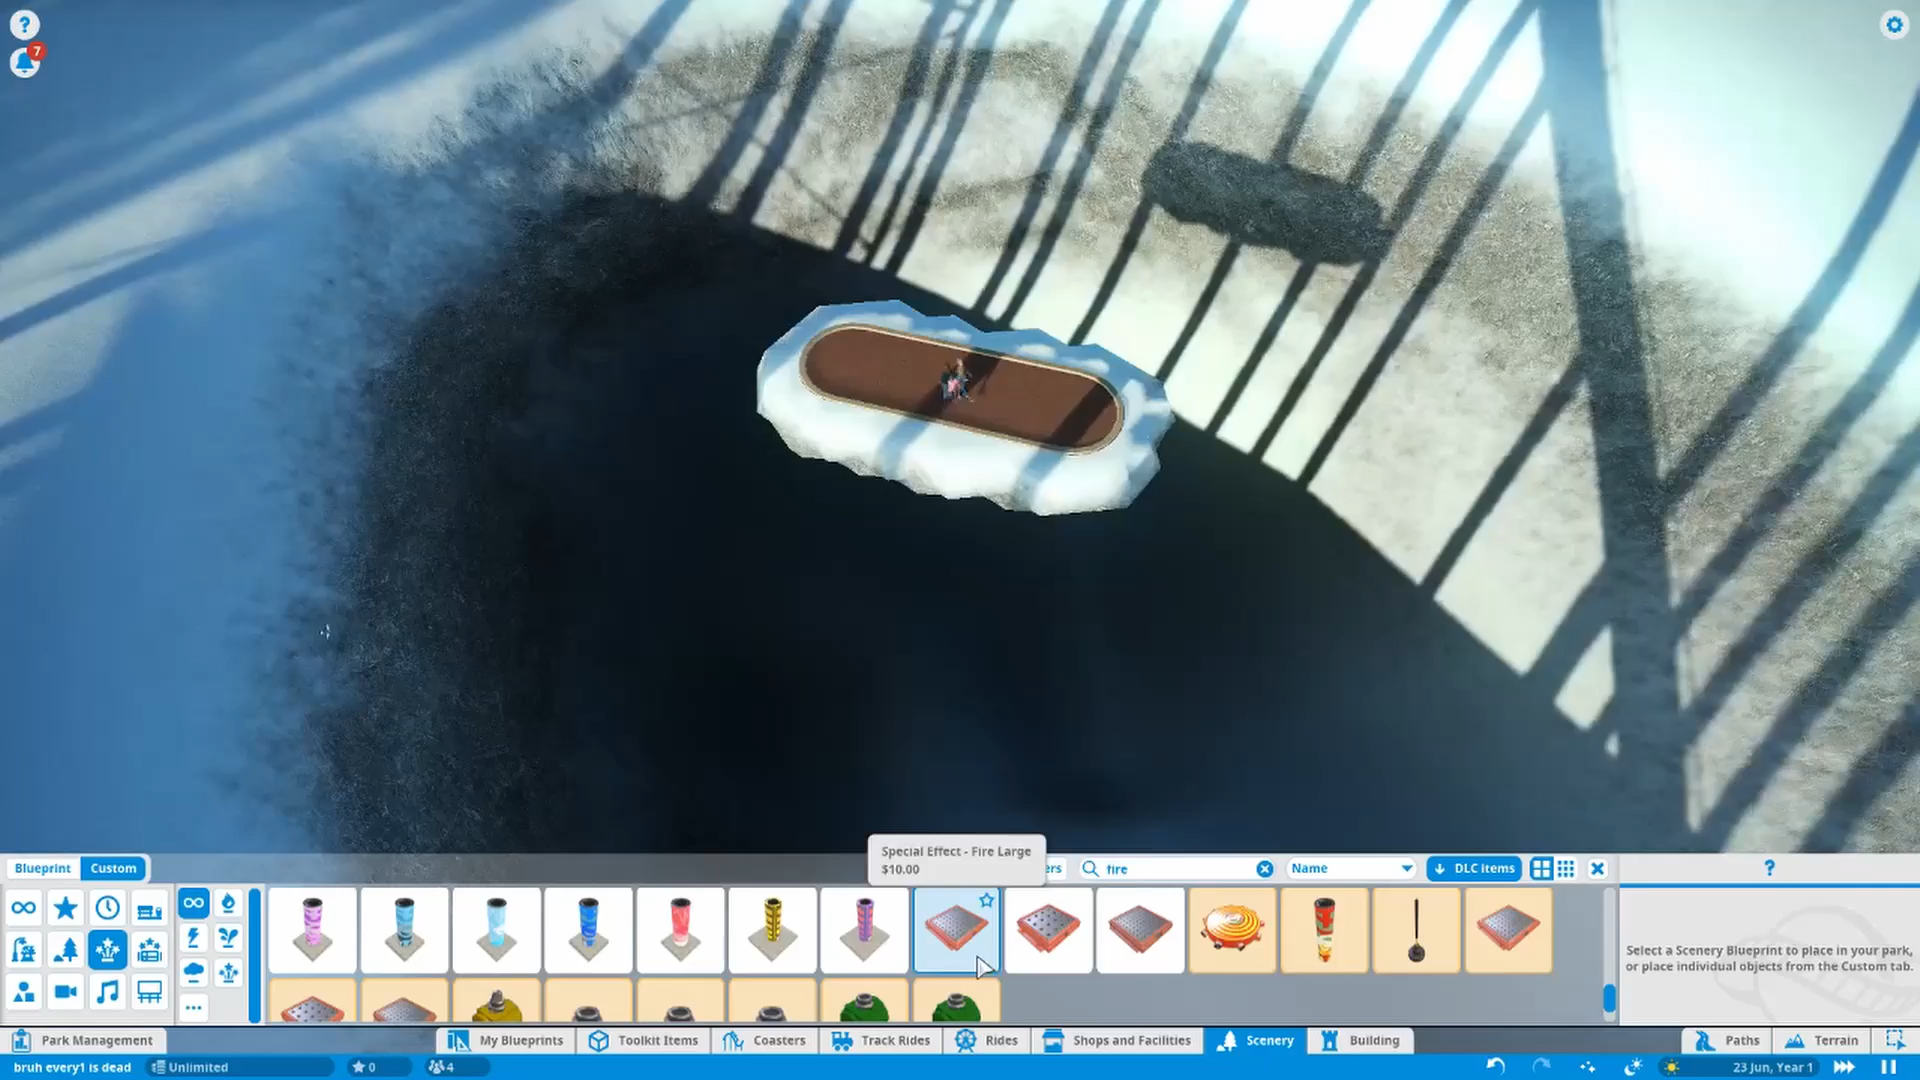 ?
7
Special Effect - Fire Large
$10.00
Blueprint
Custom
ers
fire
Name
DLC Items
?
Select a Scenery Blueprint to place in your park,
or place individual objects from the Custom tab.
Park Management
My Blueprints
Toolkit Items
Coasters
Track Rides
Rides
Shops and Facilities
Scenery
Building
Paths
Terrain
bruh every1 is dead
Unlimited
0
4
23 Jun, Year 1